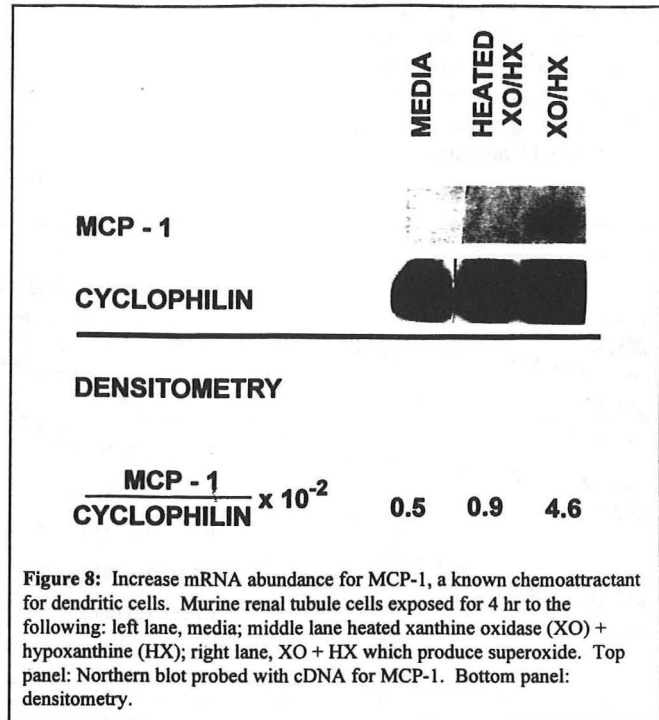 MEDIA
HEATED
XO/HX
XO/HX
MCP - 1
CYCLOPHILIN
DENSITOMETRY
MCP - 1
CYCLOPHILIN x 10-2 0.5 0.9 4.6
Figure 8: Increase mRNA abundance for MCP-1, a known chemoattractant
for dendritic cells. Murine renal tubule cells exposed for 4 hr to the
following: left lane, media; middle lane heated xanthine oxidase (XO) +
hypoxanthine (HX); right lane, XO + HX which produce superoxide. Top
panel: Northern blot probed with cDNA for MCP-1. Bottom panel:
densitometry.